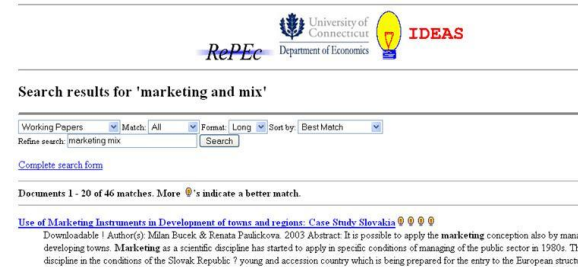 University of
Connecticut
IDEAS
RePEc
Department of Economics
Search results for 'marketing and mix'
Working Papers Match: All Format: Long Sort by: Best Match
Refine search: marketing mix Search
Complete search form
Documents 1 - 20 of 46 matches. More 's indicate a better match.
Use of Marketing Instruments in Development of towns and regions: Case Study Slovakia
Downloadable ! Author(s): Milan Bucek & Renata Paulickova. 2003 Abstract: It is possible to apply the marketing conception also by mana
developing towns. Marketing as a scientific discipline has started to apply in specific conditions of managing of the public sector in 1980s. Th
discipline in the conditions of the Slovak Republic ? young and accession country which is being prepared for the entry to the European struct